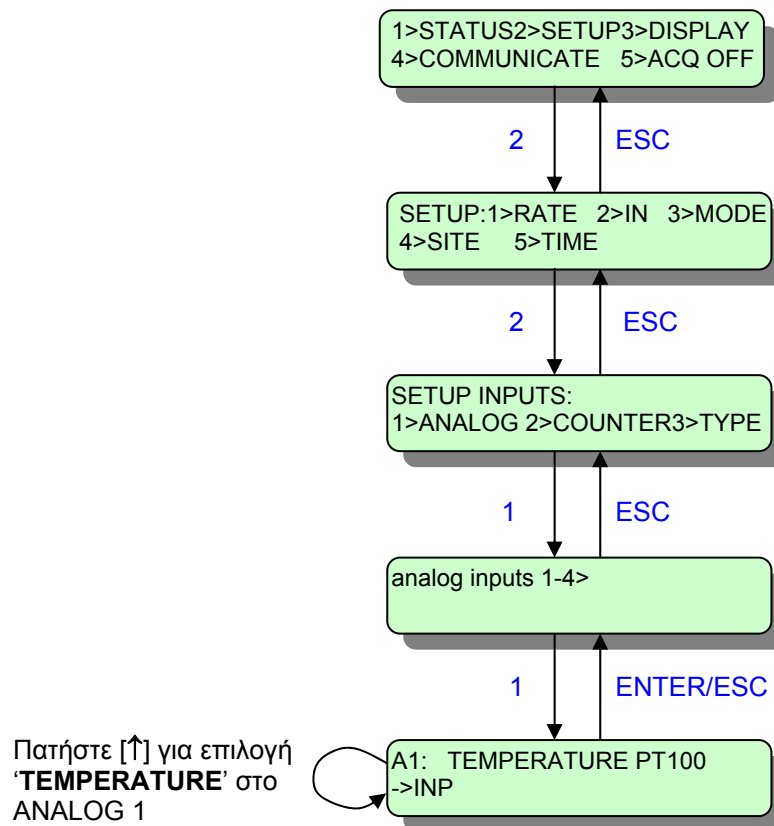 1>STATUS2>SETUP3>DISPLAY
4>COMMUNICATE 5>ACQ OFF
2 ESC
SETUP:1>RATE 2>IN 3>MODE
4>SITE 5>TIME
2 ESC
SETUP INPUTS:
1>ANALOG 2>COUNTER3>TYPE
1 ESC
analog inputs 1-4>
1 ENTER/ESC
Πατήστε [↑] για επιλογή
‘TEMPERATURE’ στο
ANALOG 1
A1: TEMPERATURE PT100
->INP